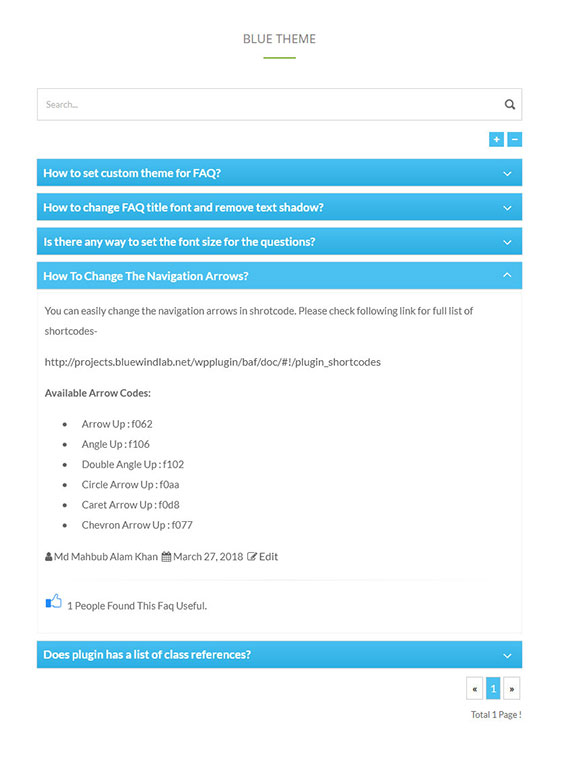 BLUE THEME
Search...
+ −
How to set custom theme for FAQ?
How to change FAQ title font and remove text shadow?
Is there any way to set the font size for the questions?
How To Change The Navigation Arrows?
You can easily change the navigation arrows in shrotcode. Please check following link for full list of
shortcodes-
http://projects.bluewindlab.net/wpplugin/baf/doc/#!/plugin_shortcodes
Available Arrow Codes:
• Arrow Up : f062
• Angle Up : f106
• Double Angle Up : f102
• Circle Arrow Up : f0aa
• Caret Arrow Up : f0d8
• Chevron Arrow Up : f077
Md Mahbub Alam Khan March 27, 2018 Edit
1 People Found This Faq Useful.
Does plugin has a list of class references?
« 1 »
Total 1 Page !